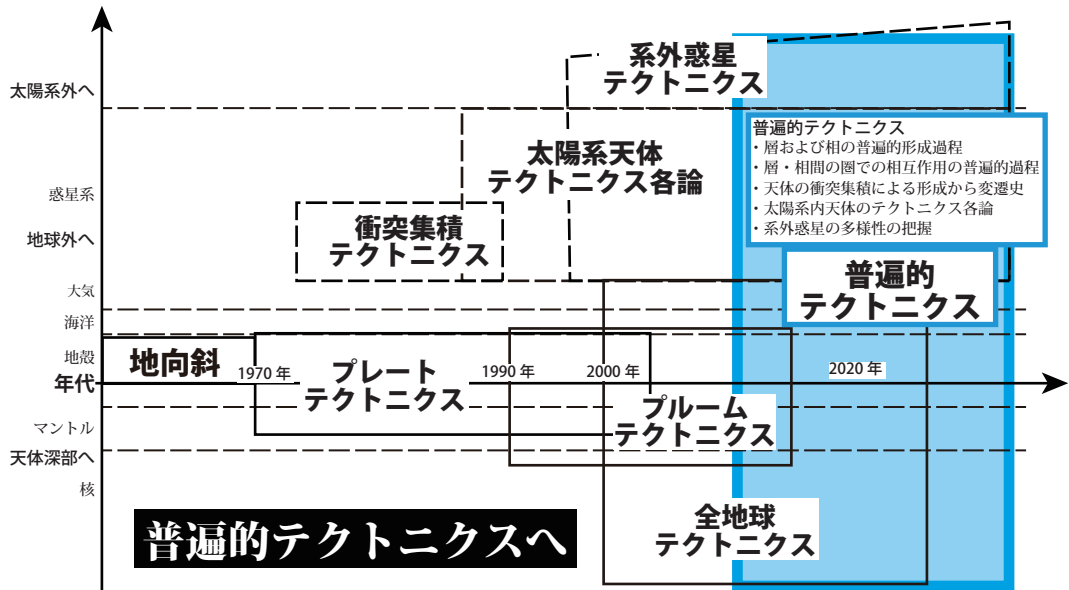 系外惑星
テクトニクス
太陽系外へ
普遍的テクトニクス
・層および相の普遍的形成過程
・層・相間の圏での相互作用の普遍的過程
・天体の衝突集積による形成から変遷史
・太陽系内天体のテクトニクス各論
・系外惑星の多様性の把握
太陽系天体
テクトニクス各論
惑星系
地球外へ
衝突集積
テクトニクス
普遍的
テクトニクス
大気
海洋
地殻
地向斜
年代
1970 年
プレート
テクトニクス
1990 年
2000 年
2020 年
プルーム
テクトニクス
マントル
天体深部へ
核
全地球
テクトニクス
普遍的テクトニクスへ